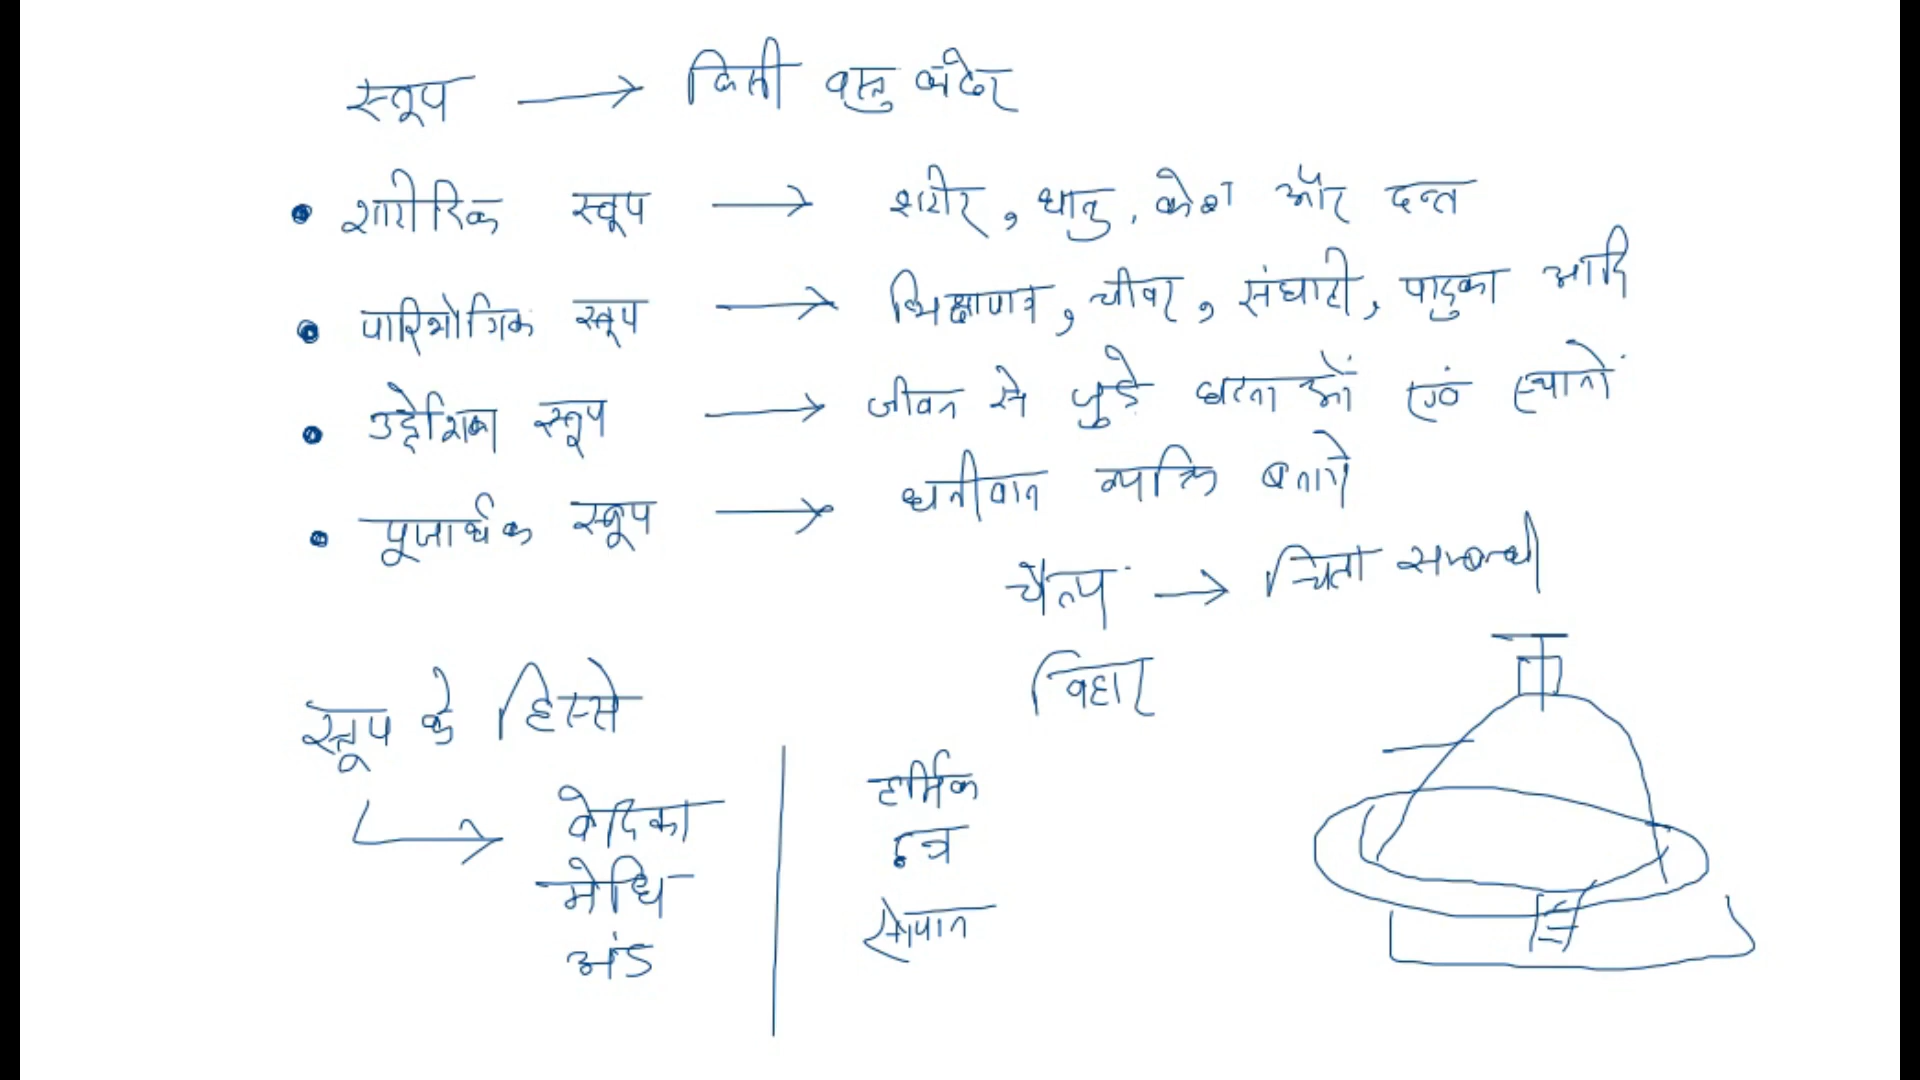 स्तूप → किसी वस्तु का ढेर
• शारीरिक स्तूप → शरीर, धातु, केश और दन्त
• पारिभोगिक स्तूप → भिक्षापात्र, चीवर, संघाटी, पादुका आदि
• उद्देशिका स्तूप → जीवन से जुड़े घटनाओं एवं स्थानों
• पूजार्थक स्तूप → धनीवान व्यक्ति बनाये
चैत्य → चिता सम्बन्धी
विहार
स्तूप के हिस्से
वेदिका
मेधि
अंड
हर्मिक
छत्र
सोपान